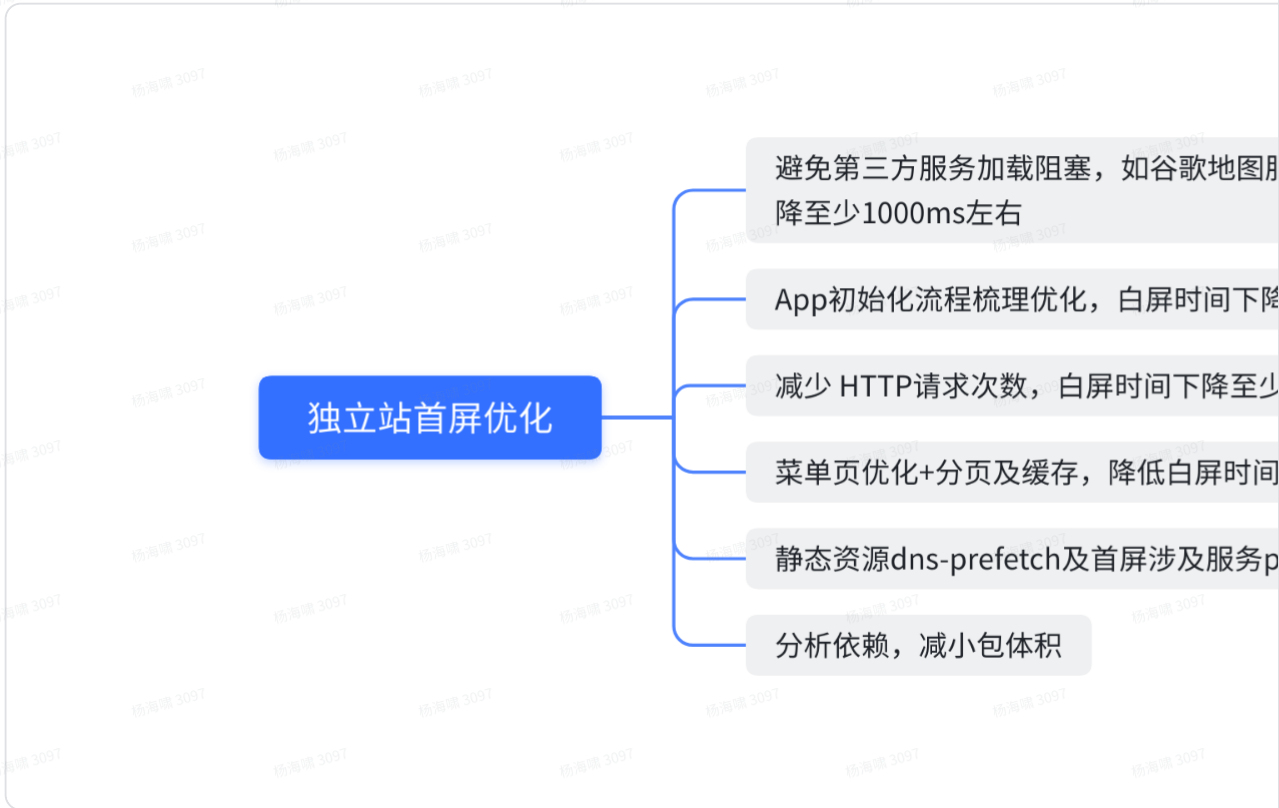 避免第三方服务加载阻塞，如谷歌地图
降至少1000ms左右
App初始化流程梳理优化，白屏时间下降
减少 HTTP请求次数，白屏时间下降至少
独立站首屏优化
菜单页优化+分页及缓存，降低白屏时间
静态资源dns-prefetch及首屏涉及服务p
分析依赖，减小包体积
杨海啸 3097